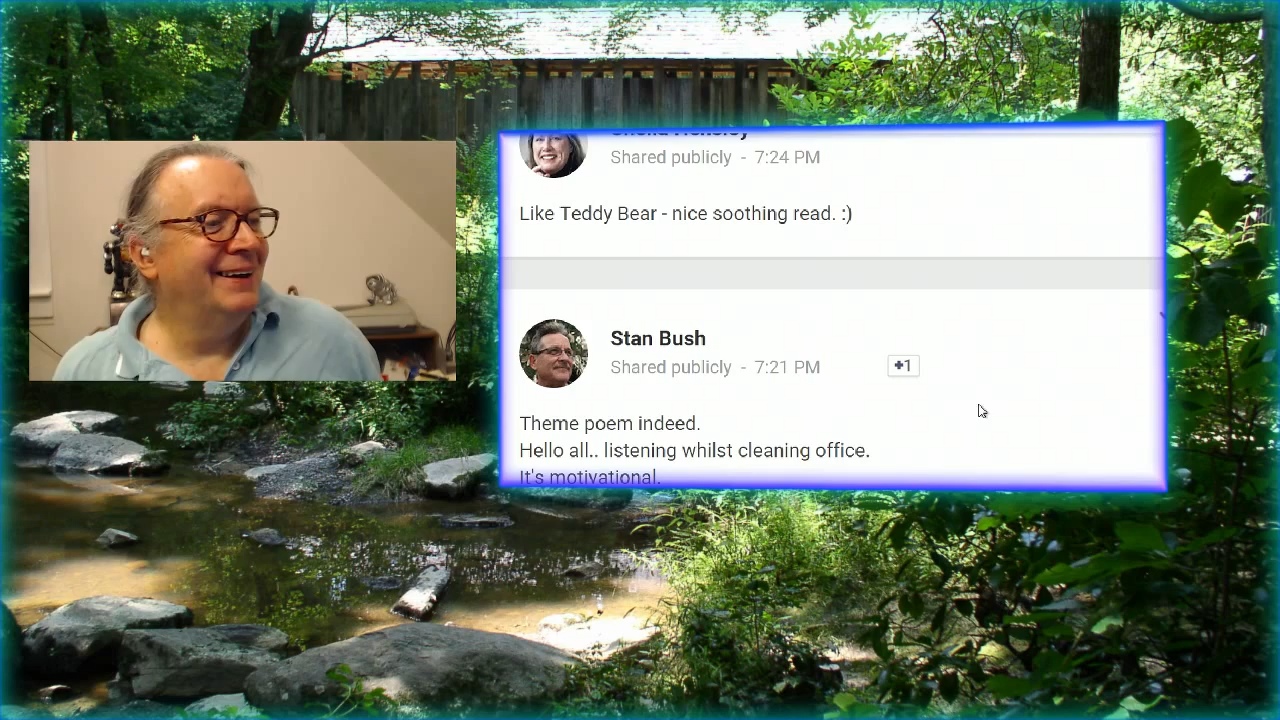 Shared publicly - 7:24 PM
Like Teddy Bear - nice soothing read. :)
Stan Bush
Shared publicly - 7:21 PM
+1
Theme poem indeed.
Hello all.. listening whilst cleaning office.
It's motivational.